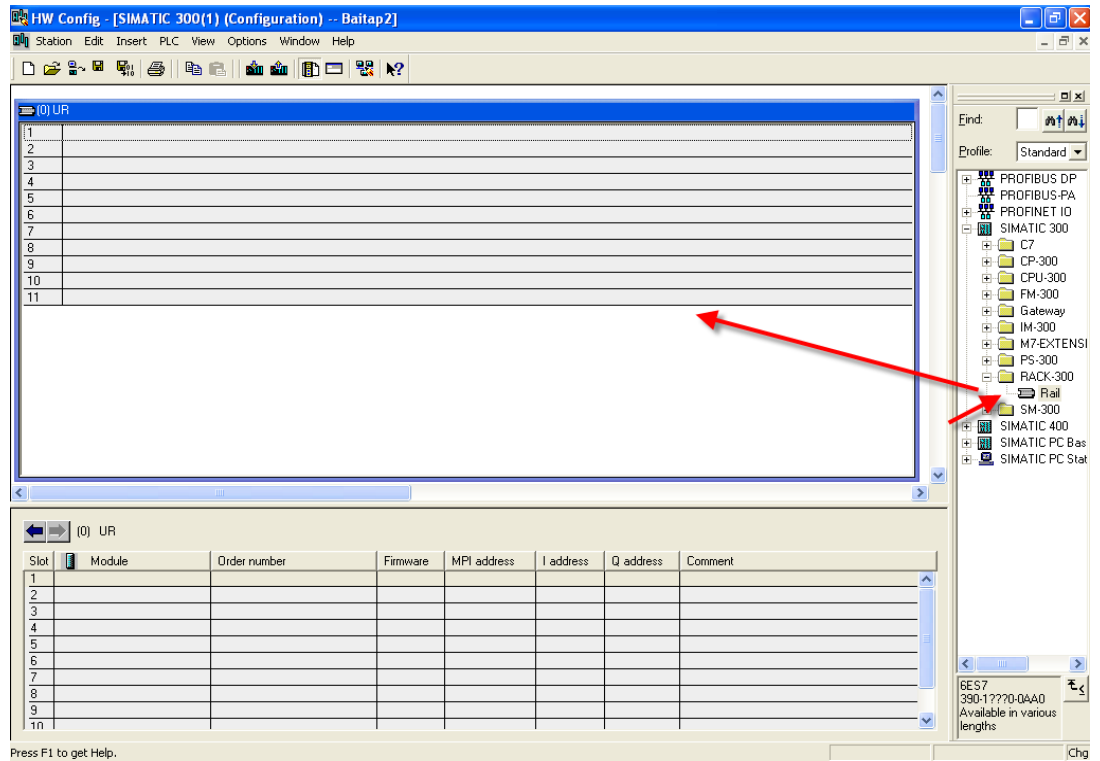 HW Config - [SIMATIC 300(1) (Configuration) -- Baitap2]
Station Edit Insert PLC View Options Window Help
(0) UR
1
2
3
4
5
6
7
8
9
10
11
Find:
Profile: Standard
PROFIBUS DP
PROFIBUS-PA
PROFINET IO
SIMATIC 300
C7
CP-300
CPU-300
FM-300
Gateway
IM-300
M7-EXTENSI
PS-300
RACK-300
Rail
SM-300
SIMATIC 400
SIMATIC PC Bas
SIMATIC PC Stat
(0) UR
Slot Module Order number Firmware MPI address I address Q address Comment
1
2
3
4
5
6
7
8
9
10
6ES7
390-1???0-0AA0
Available in various
lengths
Press F1 to get Help.
Chg